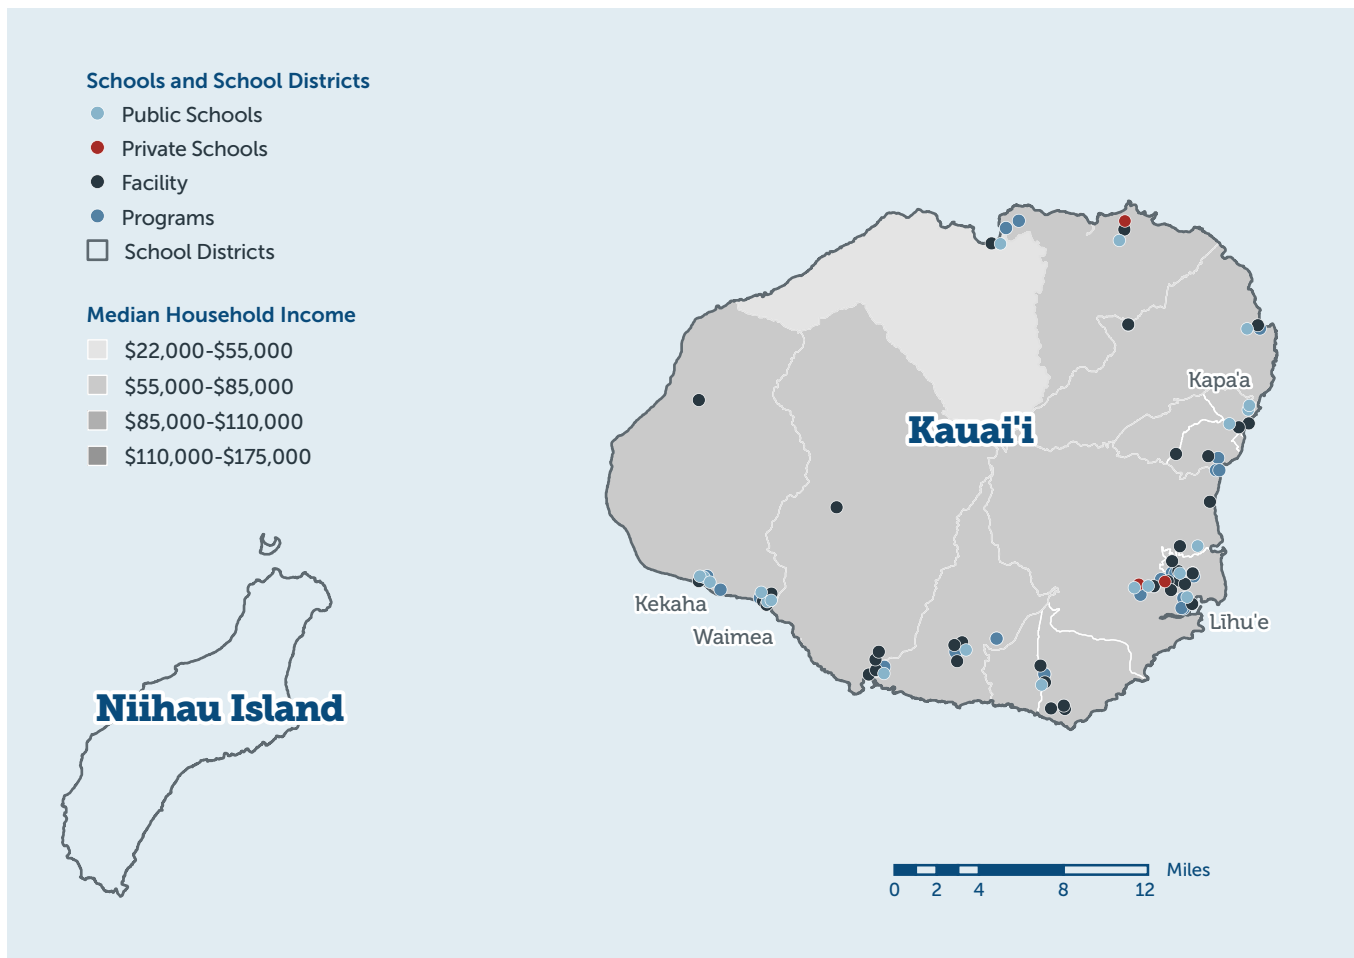 Schools and School Districts
Public Schools
Private Schools
Facility
Programs
School Districts
Median Household Income
$22,000-$55,000
$55,000-$85,000
$85,000-$110,000
$110,000-$175,000
Kapa'a
Kauai'i
Kekaha
Waimea
Līhu'e
Niihau Island
Miles
0 2 4 8 12